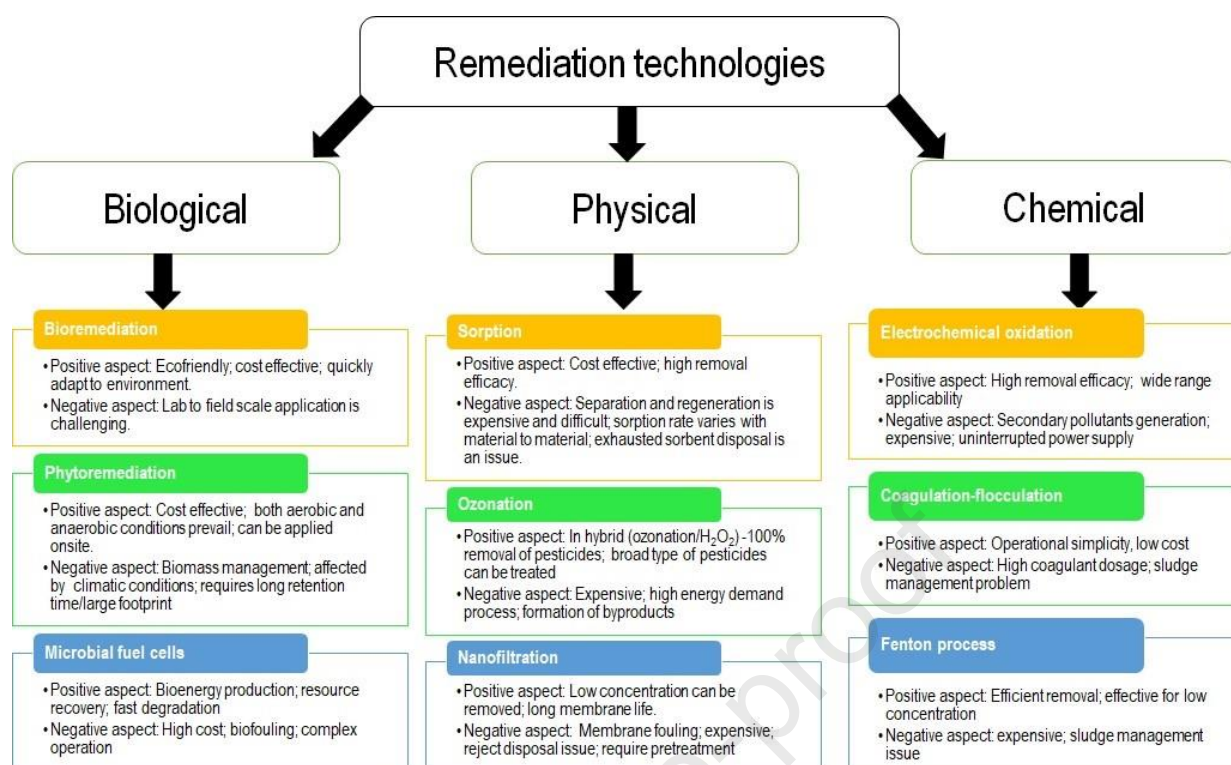 Remediation technologies
Biological
Physical
Chemical
Bioremediation
•Positive aspect: Ecofriendly; cost effective; quickly
adapt to environment.
•Negative aspect: Lab to field scale application is
challenging.
Phytoremediation
•Positive aspect: Cost effective; both aerobic and
anaerobic conditions prevail; can be applied
onsite.
•Negative aspect: Biomass management; affected
by climatic conditions; requires long retention
time/large footprint
Microbial fuel cells
•Positive aspect: Bioenergy production; resource
recovery; fast degradation
•Negative aspect: High cost; biofouling; complex
operation
Sorption
•Positive aspect: Cost effective; high removal
efficacy.
•Negative aspect: Separation and regeneration is
expensive and difficult; sorption rate varies with
material to material; exhausted sorbent disposal is
an issue.
Ozonation
•Positive aspect: In hybrid (ozonation/H₂O₂) -100%
removal of pesticides; broad type of pesticides
can be treated
•Negative aspect: Expensive; high energy demand
process; formation of byproducts
Nanofiltration
•Positive aspect: Low concentration can be
removed; long membrane life.
•Negative aspect: Membrane fouling; expensive;
reject disposal issue; require pretreatment
Electrochemical oxidation
•Positive aspect: High removal efficacy; wide range
applicability
•Negative aspect: Secondary pollutants generation;
expensive; uninterrupted power supply
Coagulation-flocculation
•Positive aspect: Operational simplicity, low cost
•Negative aspect: High coagulant dosage; sludge
management problem
Fenton process
•Positive aspect: Efficient removal; effective for low
concentration
•Negative aspect: expensive; sludge management
issue
-proof